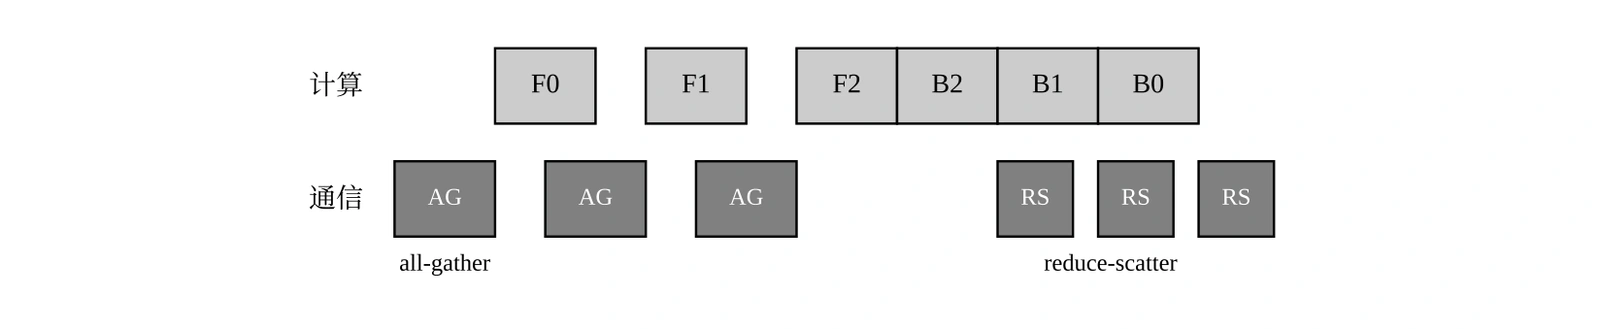 计算 F0 F1 F2 B2 B1 B0
通信 AG AG AG RS RS RS
all-gather reduce-scatter